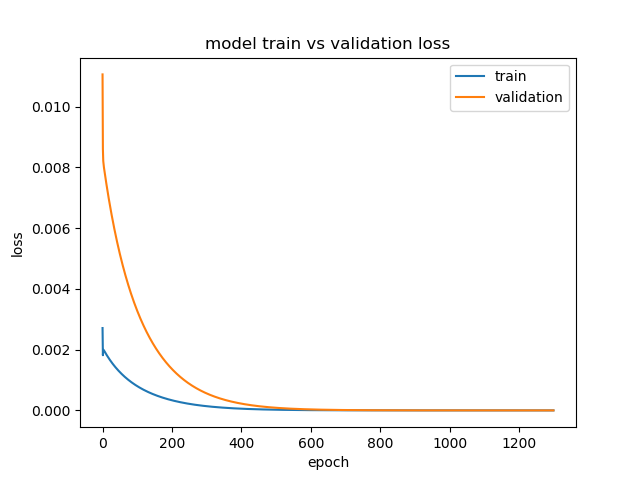 model train vs validation loss
train
validation
0.010
0.008
0.006
0.004
0.002
0.000
loss
0 200 400 600 800 1000 1200
epoch